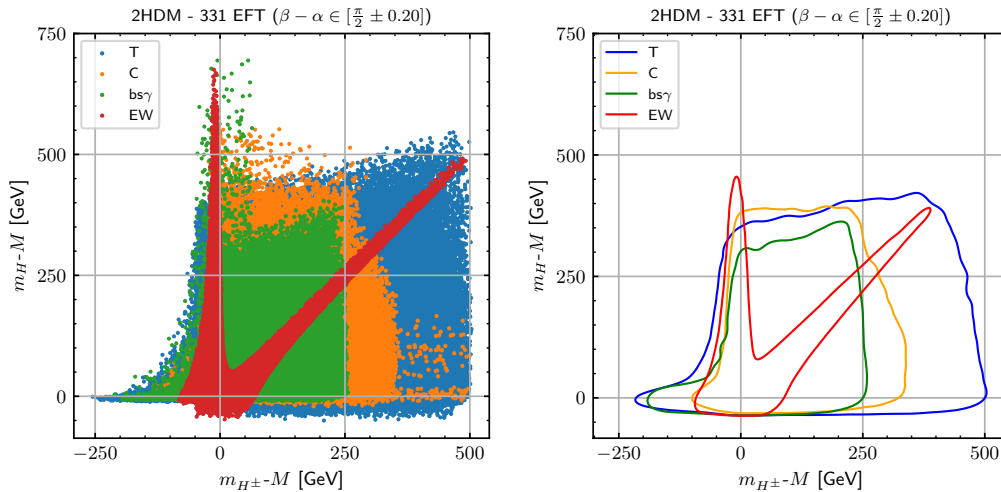 2HDM - 331 EFT (β − α ∈ [π/2 ± 0.20])
750
500
250
0
−250
0
250
500
m_H-M [GeV]
m_{H^±}-M [GeV]
T
C
bsγ
EW
2HDM - 331 EFT (β − α ∈ [π/2 ± 0.20])
750
500
250
0
−250
0
250
500
m_H-M [GeV]
m_{H^±}-M [GeV]
T
C
bsγ
EW